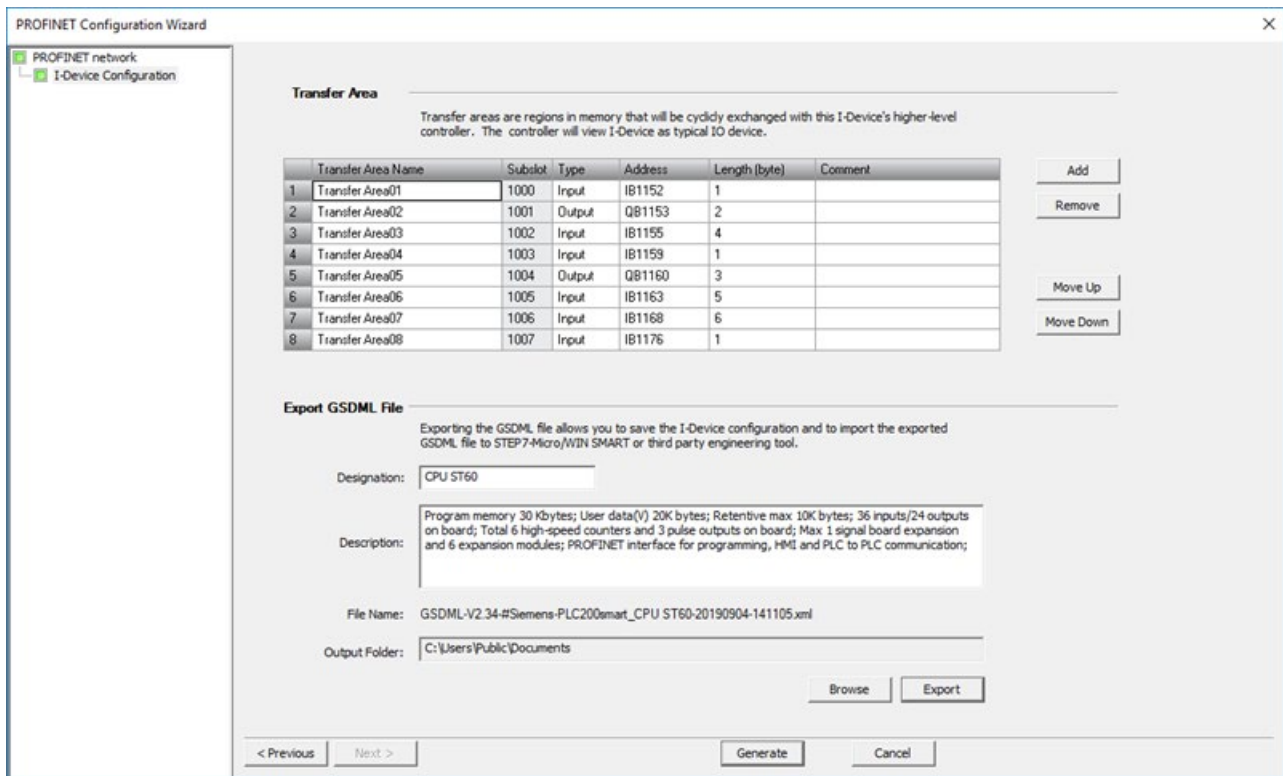 PROFINET Configuration Wizard
PROFINET network
I-Device Configuration
Transfer Area
Transfer areas are regions in memory that will be cyclicly exchanged with this I-Device's higher-level
controller. The controller will view I-Device as typical IO device.
Transfer Area Name Subslot Type Address Length (byte) Comment
1 Transfer Area01 1000 Input IB1152 1
2 Transfer Area02 1001 Output QB1153 2
3 Transfer Area03 1002 Input IB1155 4
4 Transfer Area04 1003 Input IB1159 1
5 Transfer Area05 1004 Output QB1160 3
6 Transfer Area06 1005 Input IB1163 5
7 Transfer Area07 1006 Input IB1168 6
8 Transfer Area08 1007 Input IB1176 1
Add
Remove
Move Up
Move Down
Export GSDML File
Exporting the GSDML file allows you to save the I-Device configuration and to import the exported
GSDML file to STEP7-Micro/WIN SMART or third party engineering tool.
Designation: CPU ST60
Description: Program memory 30 Kbytes; User data(V) 20K bytes; Retentive max 10K bytes; 36 inputs/24 outputs
on board; Total 6 high-speed counters and 3 pulse outputs on board; Max 1 signal board expansion
and 6 expansion modules; PROFINET interface for programming, HMI and PLC to PLC communication;
File Name: GSDML-V2.34-#Siemens-PLC200smart_CPU ST60-20190904-141105.xml
Output Folder: C:\Users\Public\Documents
Browse Export
< Previous Next > Generate Cancel